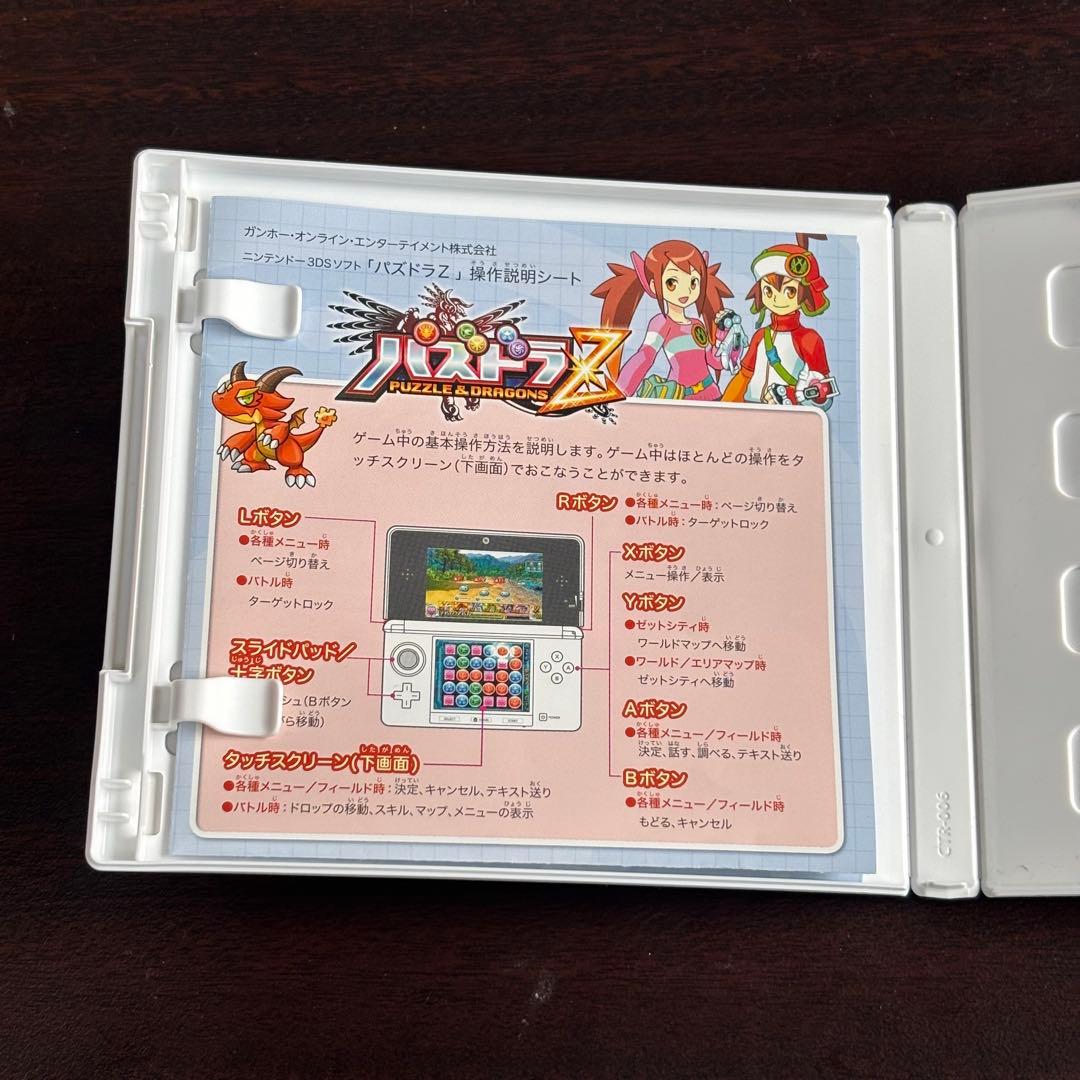 ガンホー・オンライン・エンターテイメント株式会社
ニンテンドー3DSソフト「パズドラZ」操作説明シート
パズドラZ
PUZZLE & DRAGONS
ゲーム中の基本操作方法を説明します。ゲーム中はほとんどの操作をタ
ッチスクリーン(下画面)でおこなうことができます。
Lボタン
●各種メニュー時
ページ切り替え
●バトル時
ターゲットロック
スライドパッド/
十字ボタン
シュ(Bボタン
がら移動)
タッチスクリーン(下画面)
●各種メニュー/フィールド時:決定、キャンセル、テキスト送り
●バトル時:ドロップの移動、スキル、マップ、メニューの表示
Rボタン
●各種メニュー時:ページ切り替え
●バトル時:ターゲットロック
Xボタン
メニュー操作/表示
Yボタン
●ゼットシティ時
ワールドマップへ移動
●ワールド/エリアマップ時
ゼットシティへ移動
Aボタン
●各種メニュー/フィールド時
決定、話す、調べる、テキスト送り
Bボタン
●各種メニュー/フィールド時
もどる、キャンセル
X
Y
A
B
SELECT
HOME
START
POWER
CTR-006